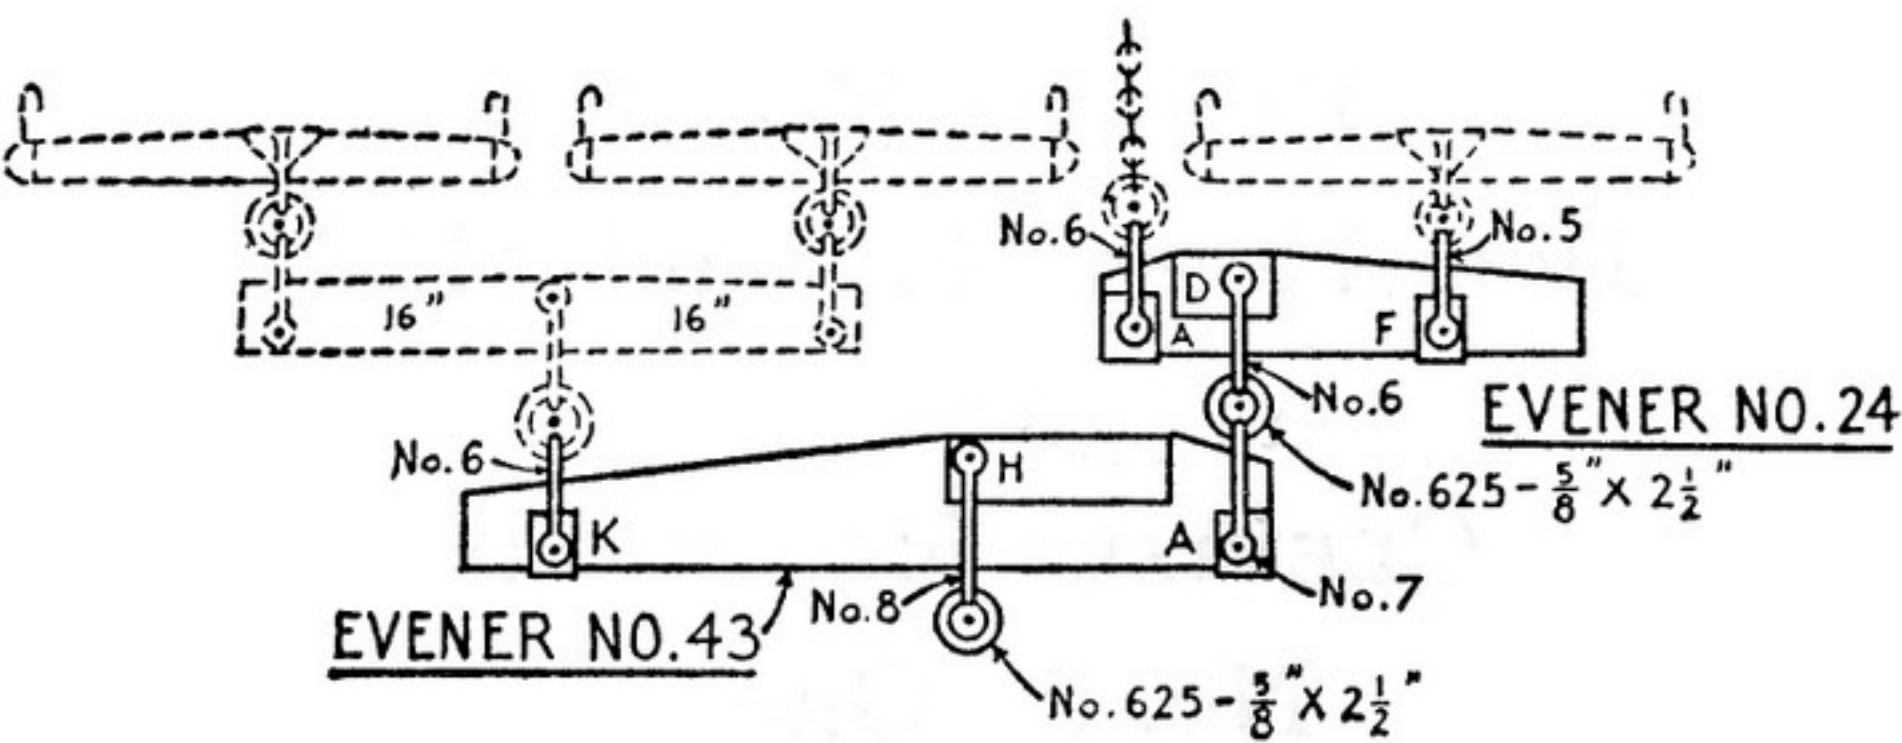 No.6
No.5
D
A
F
16"
16"
No.6
EVENER NO.24
No.6
H
No.625-5/8"X 2 1/2"
K
A
No.8
No.7
EVENER NO.43
No.625-5/8"X 2 1/2"